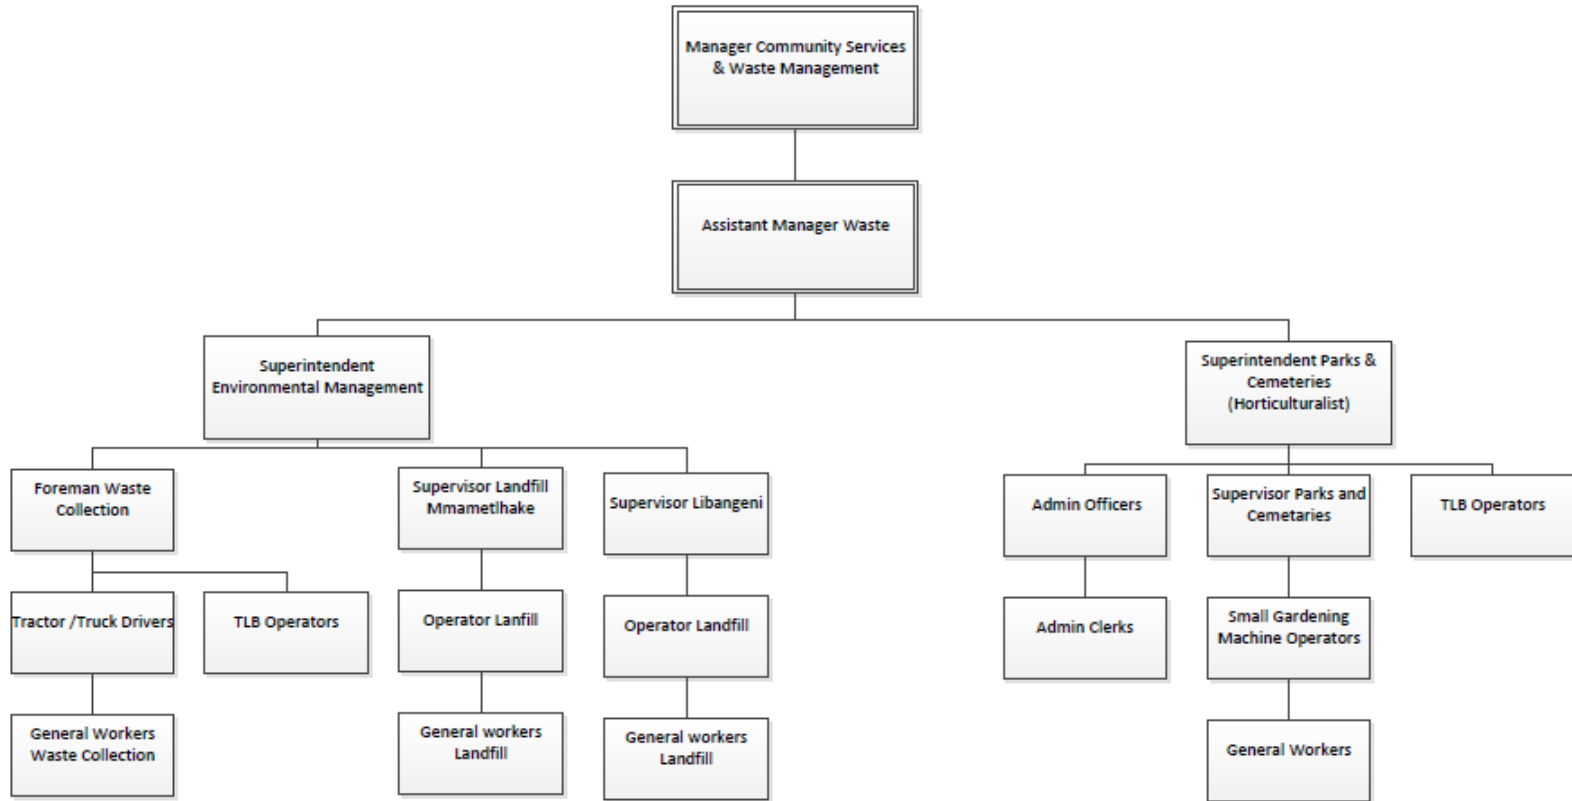 Manager Community Services
& Waste Management
Assistant Manager Waste
Superintendent
Environmental Management
Superintendent Parks &
Cemeteries
(Horticulturalist)
Foreman Waste
Collection
Supervisor Landfill
Mmametlhake
Supervisor Libangeni
Admin Officers
Supervisor Parks and
Cemetaries
TLB Operators
Tractor /Truck Drivers
TLB Operators
Operator Lanfill
Operator Landfill
Admin Clerks
Small Gardening
Machine Operators
General Workers
Waste Collection
General workers
Landfill
General workers
Landfill
General Workers